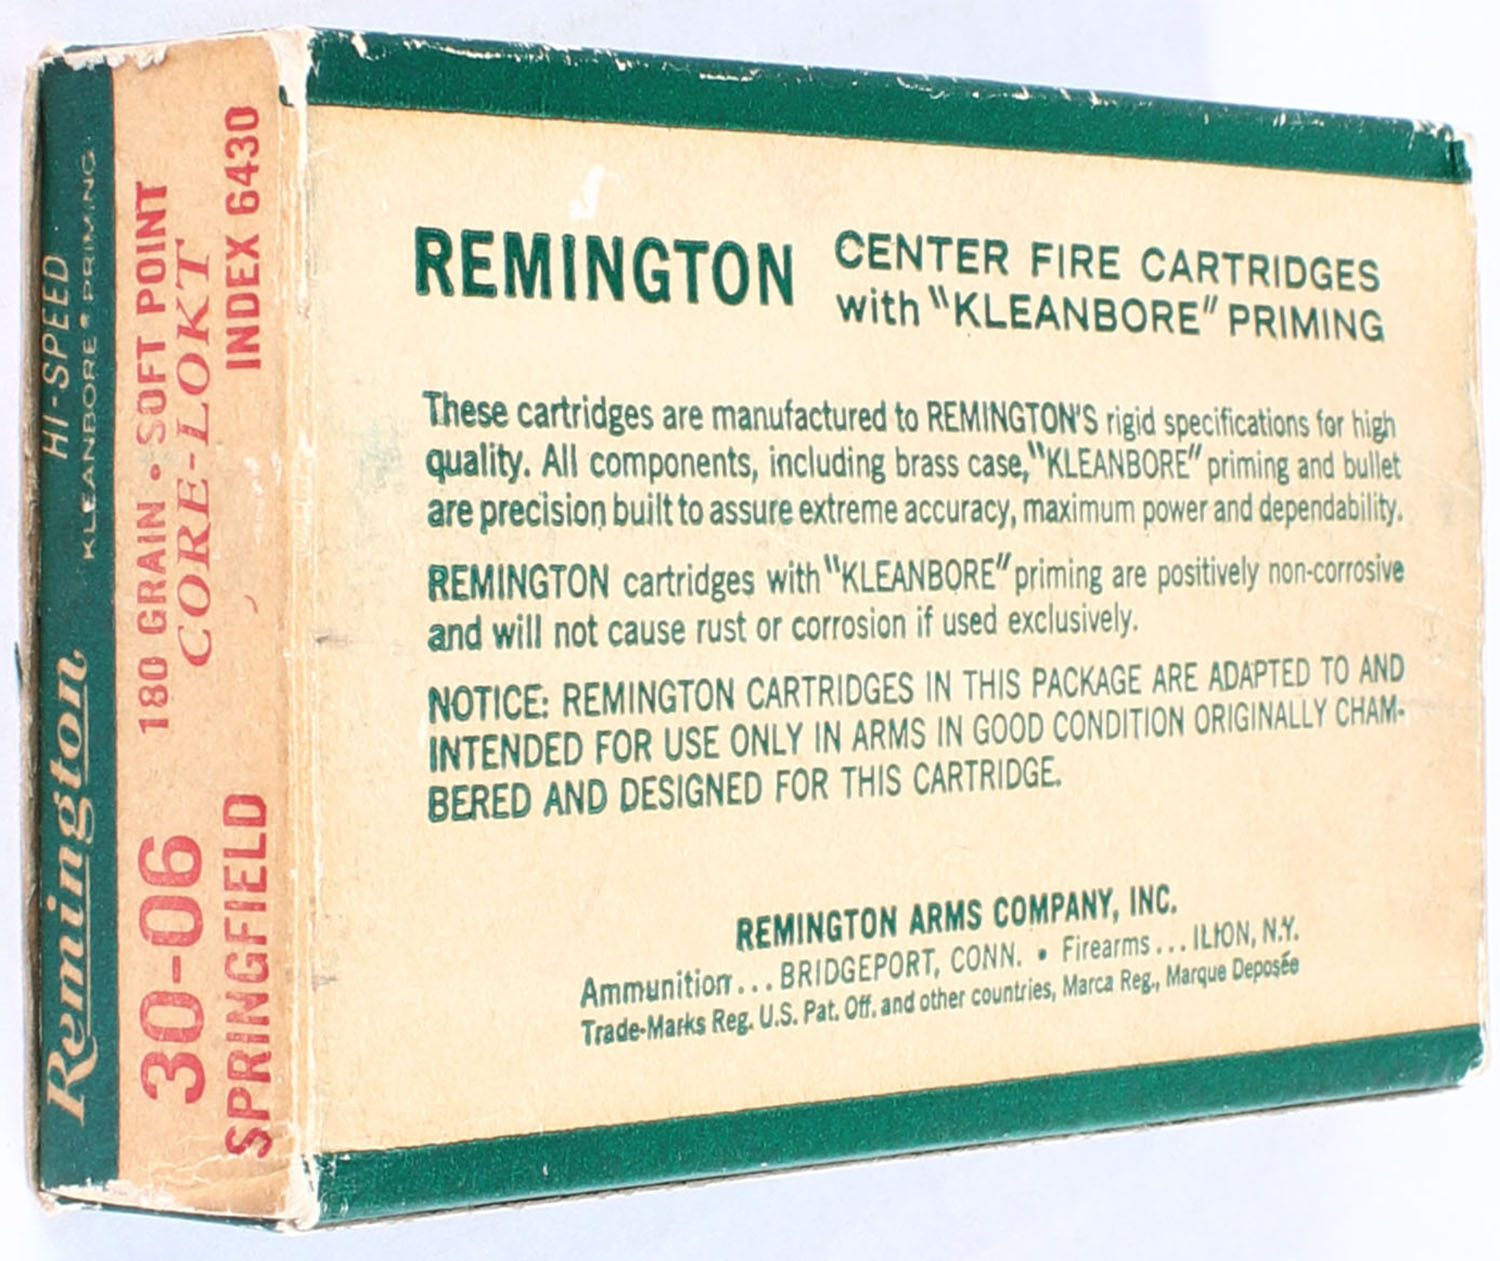 Remington
HI-SPEED
KLEANBORE® PRIMING
30-06
SPRINGFIELD
180 GRAIN • SOFT POINT
CORE-LOKT
INDEX 6430
REMINGTON CENTER FIRE CARTRIDGES
with "KLEANBORE" PRIMING
These cartridges are manufactured to REMINGTON'S rigid specifications for high
quality. All components, including brass case, "KLEANBORE" priming and bullet
are precision built to assure extreme accuracy, maximum power and dependability.
REMINGTON cartridges with "KLEANBORE" priming are positively non-corrosive
and will not cause rust or corrosion if used exclusively.
NOTICE: REMINGTON CARTRIDGES IN THIS PACKAGE ARE ADAPTED TO AND
INTENDED FOR USE ONLY IN ARMS IN GOOD CONDITION ORIGINALLY CHAM-
BERED AND DESIGNED FOR THIS CARTRIDGE.
REMINGTON ARMS COMPANY, INC.
Ammunition... BRIDGEPORT, CONN. • Firearms... ILION, N.Y.
Trade-Marks Reg. U.S. Pat. Off. and other countries, Marca Reg., Marque Deposée